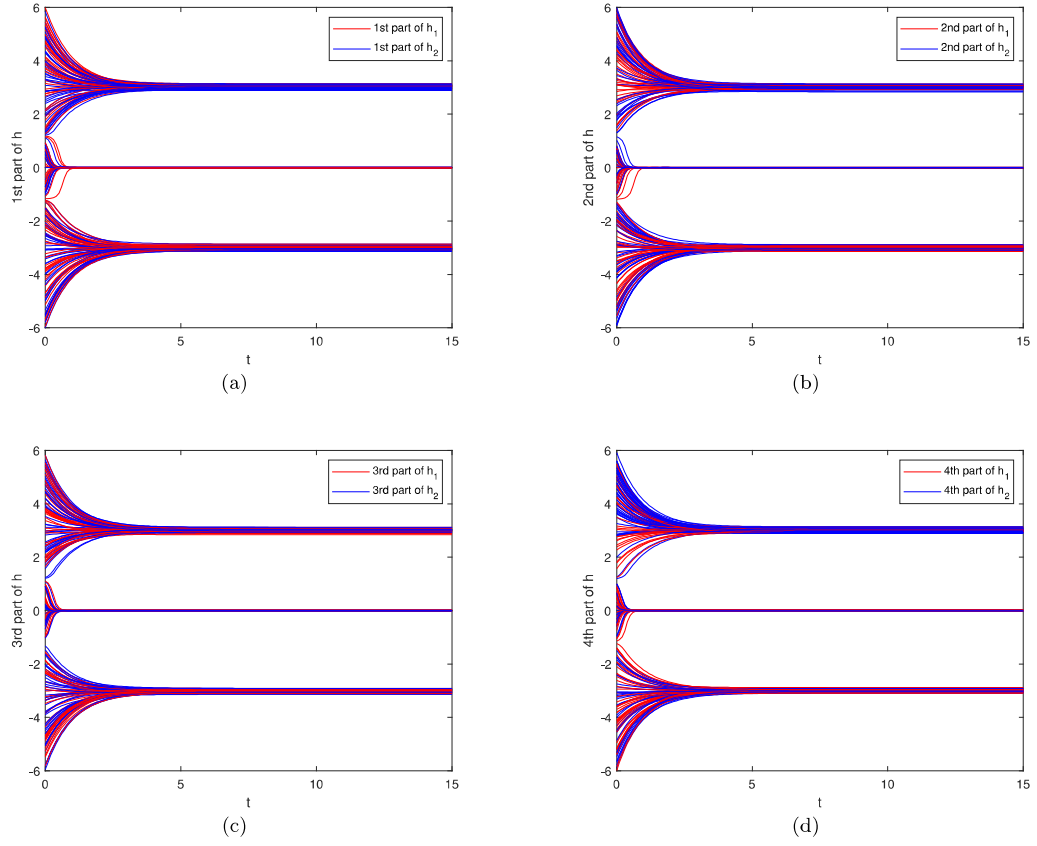 6
4
2
0
-2
-4
-6
1st part of h
1st part of h1
1st part of h2
0 5 10 15
t
(a)
6
4
2
0
-2
-4
-6
2nd part of h
2nd part of h1
2nd part of h2
0 5 10 15
t
(b)
6
4
2
0
-2
-4
-6
3rd part of h
3rd part of h1
3rd part of h2
0 5 10 15
t
(c)
6
4
2
0
-2
-4
-6
4th part of h
4th part of h1
4th part of h2
0 5 10 15
t
(d)